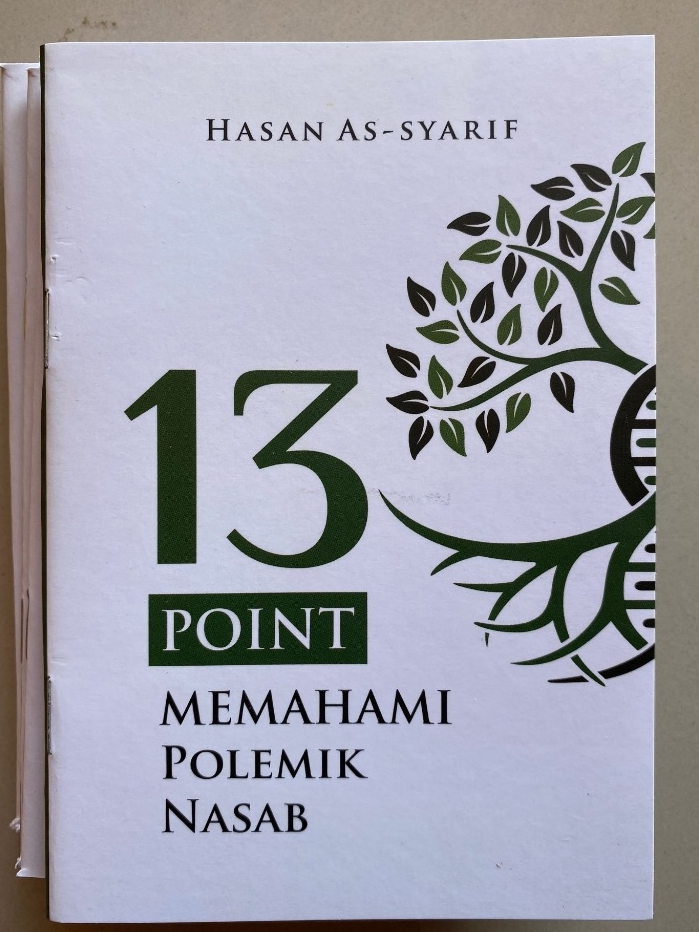 HASAN AS-SYARIF
13
POINT
MEMAHAMI
POLEMIK
NASAB